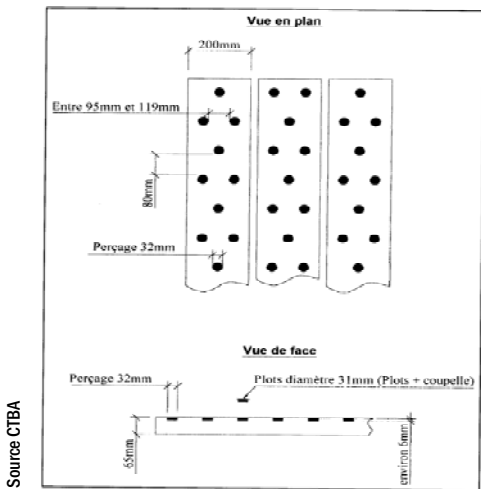 Vue en plan
200mm
Entre 95mm et 119mm
80mm
Perçage 32mm
Vue de face
Perçage 32mm
Plots diamètre 31mm (Plots + coupelle)
65mm
environ 6mm
Source CTBA